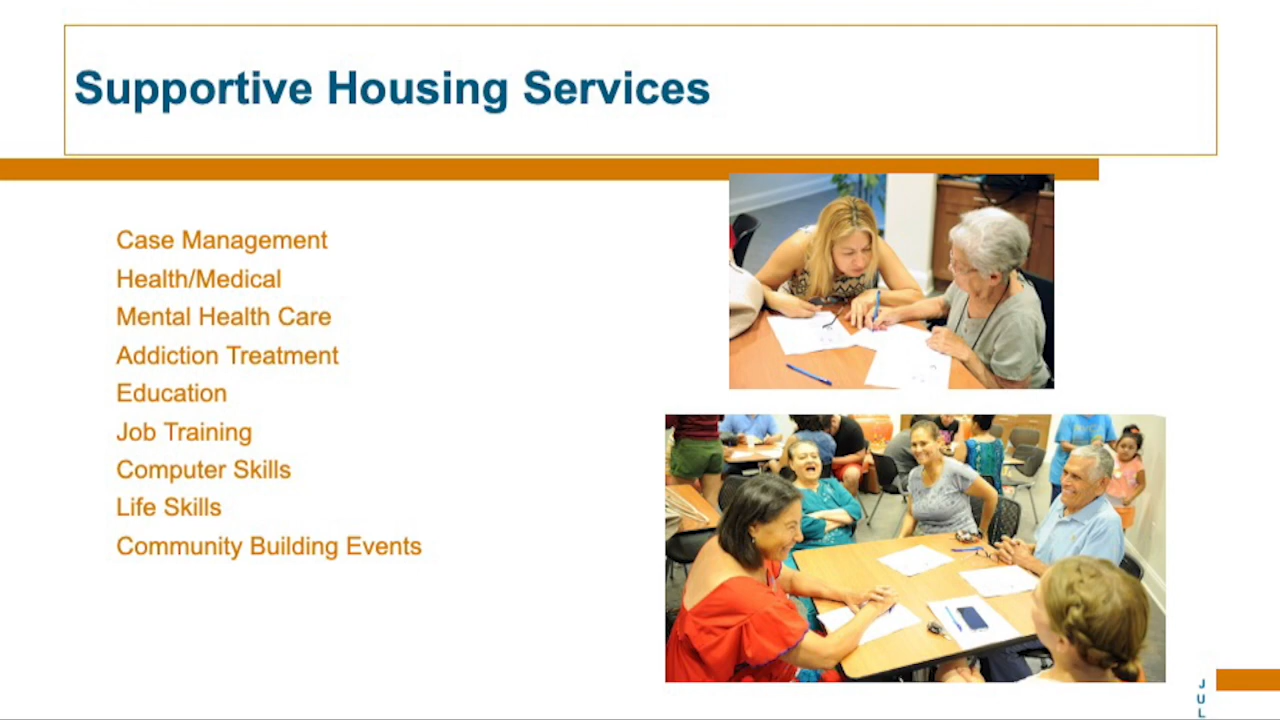 Supportive Housing Services
Case Management
Health/Medical
Mental Health Care
Addiction Treatment
Education
Job Training
Computer Skills
Life Skills
Community Building Events
J
U
L